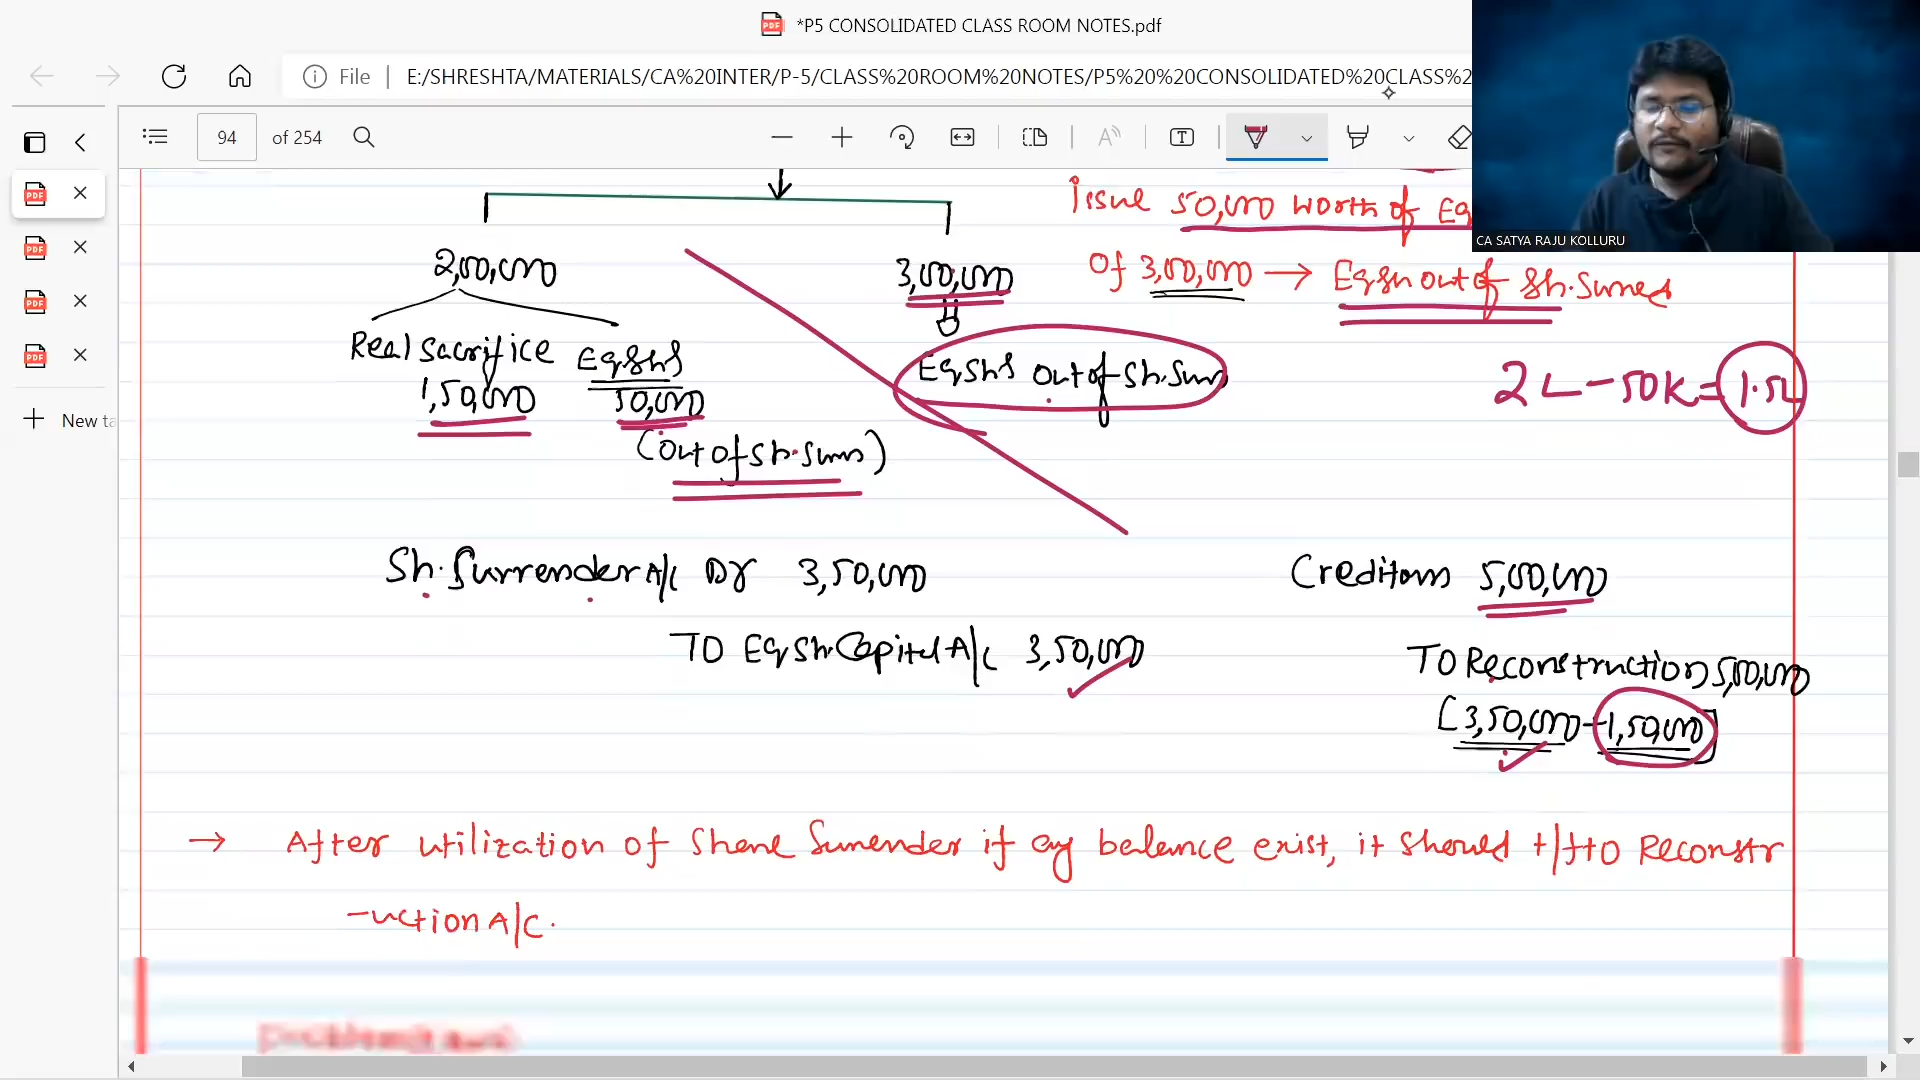 *P5 CONSOLIDATED CLASS ROOM NOTES.pdf
File
E:/SHRESHTA/MATERIALS/CA%20INTER/P-5/CLASS%20ROOM%20NOTES/P5%20%20CONSOLIDATED%20CLASS%2
94 of 254
New ta
CA SATYA RAJU KOLLURU
Issue 50,000 worth of Eq
Of 3,00,000 → Eqsh out of Sh.Surred
2,00,000
3,00,000
Real Sacrifice
1,50,000
EqShS
50,000
(Out of Sh.Surr)
EqShs Out of Sh.Surr
2L-50K=1.5L
Sh.Surrender A/c Dr 3,50,000
TO EqSh.Capital A/c 3,50,000
Creditors 5,00,000
TO Reconstruction 5,00,000
[3,50,000+1,50,000]
→ After utilization of Share Surrender if any balance exist, it should t/f to Reconstr
-uction A/c.